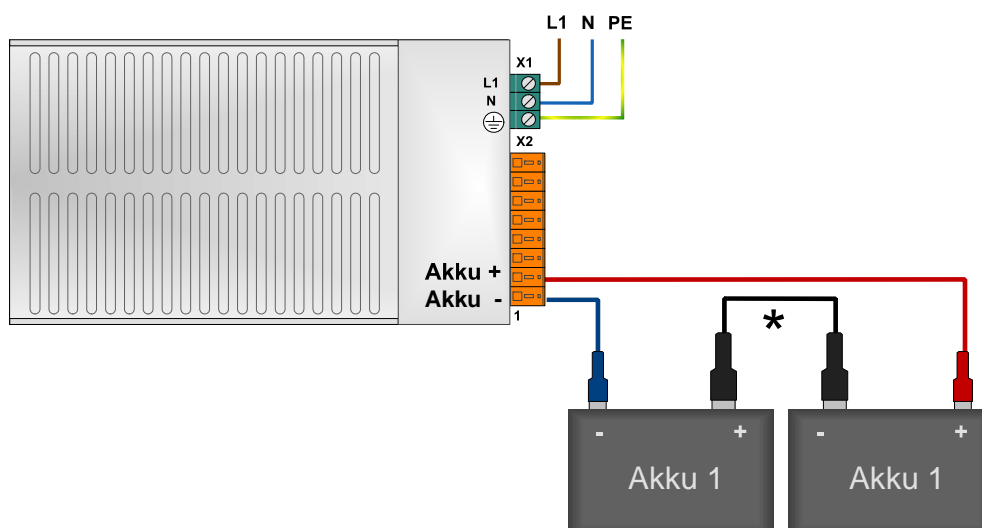 L1 N PE
X1
L1
N
X2
Akku +
Akku -
1
*
- + - +
Akku 1 Akku 1